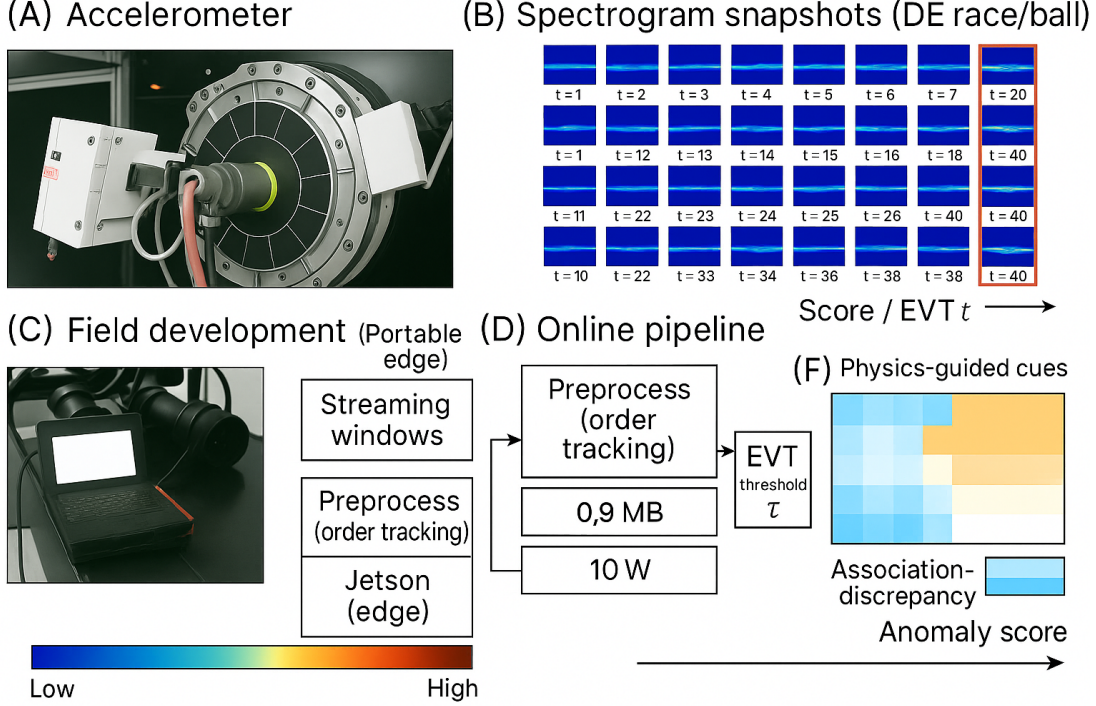 (A) Accelerometer
(B) Spectrogram snapshots (DE race/ball)
t = 1 t = 2 t = 3 t = 4 t = 5 t = 6 t = 7 t = 20
t = 1 t = 12 t = 13 t = 14 t = 15 t = 16 t = 18 t = 40
t = 11 t = 22 t = 23 t = 24 t = 25 t = 26 t = 40 t = 40
t = 10 t = 22 t = 33 t = 34 t = 36 t = 38 t = 38 t = 40
Score / EVT t
(C) Field development (Portable
edge)
Streaming
windows
Preprocess
(order tracking)
Jetson
(edge)
Low
High
(D) Online pipeline
Preprocess
(order
tracking)
0,9 MB
10 W
EVT
threshold
τ
(F) Physics-guided cues
Association-
discrepancy
Anomaly score